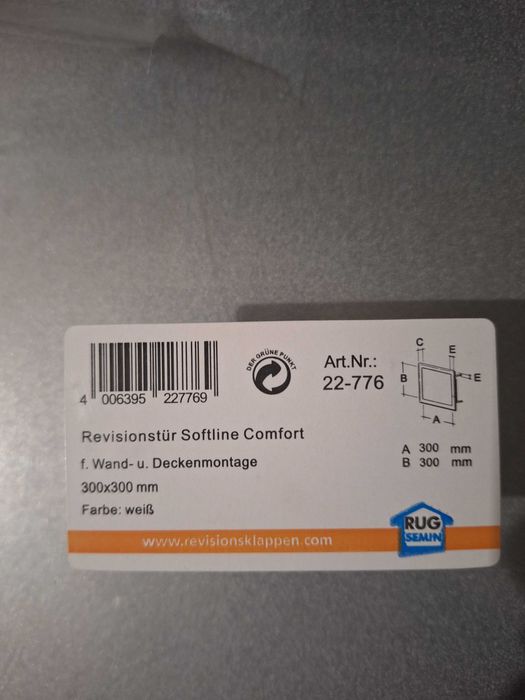 4 006395 227769
DER GRÜNE PUNKT
Art.Nr.:
22-776
C
E
B
E
A
A 300 mm
B 300 mm
Revisionstür Softline Comfort
f. Wand- u. Deckenmontage
300x300 mm
Farbe: weiß
www.revisionsklappen.com
RUG
SEMIN